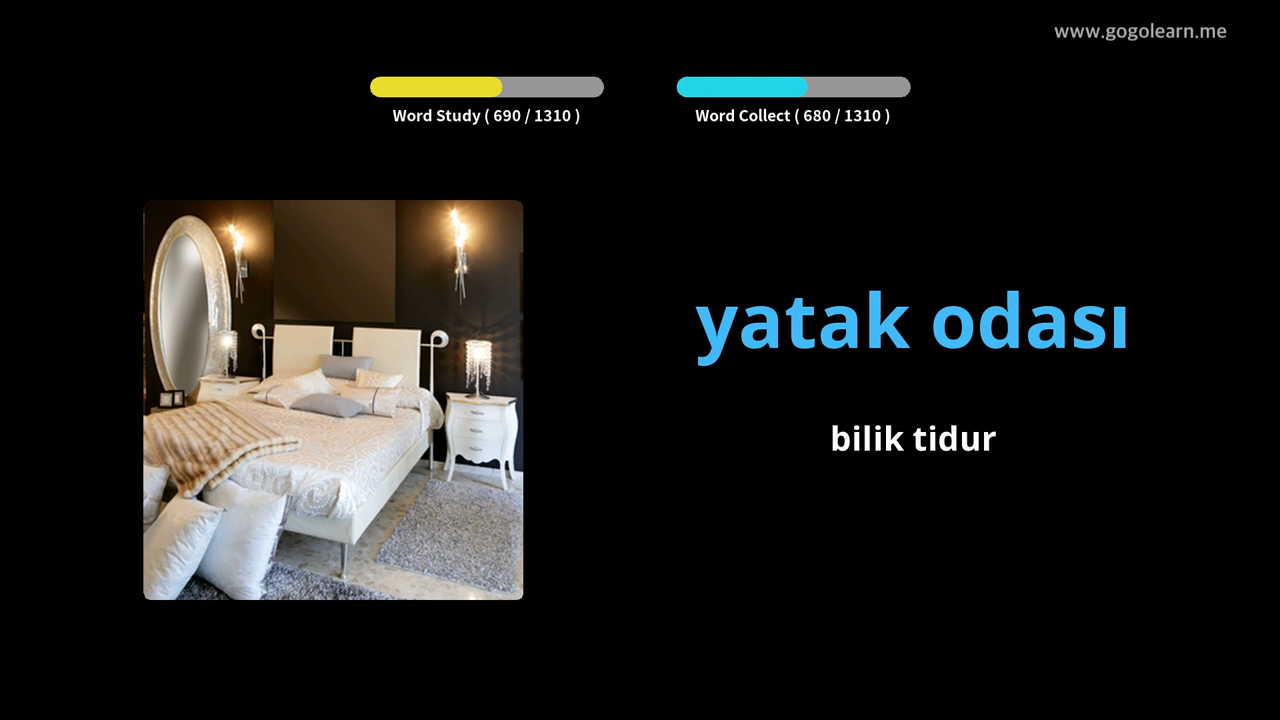 www.gogolearn.me
Word Study ( 690 / 1310 )
Word Collect ( 680 / 1310 )
yatak odası
bilik tidur